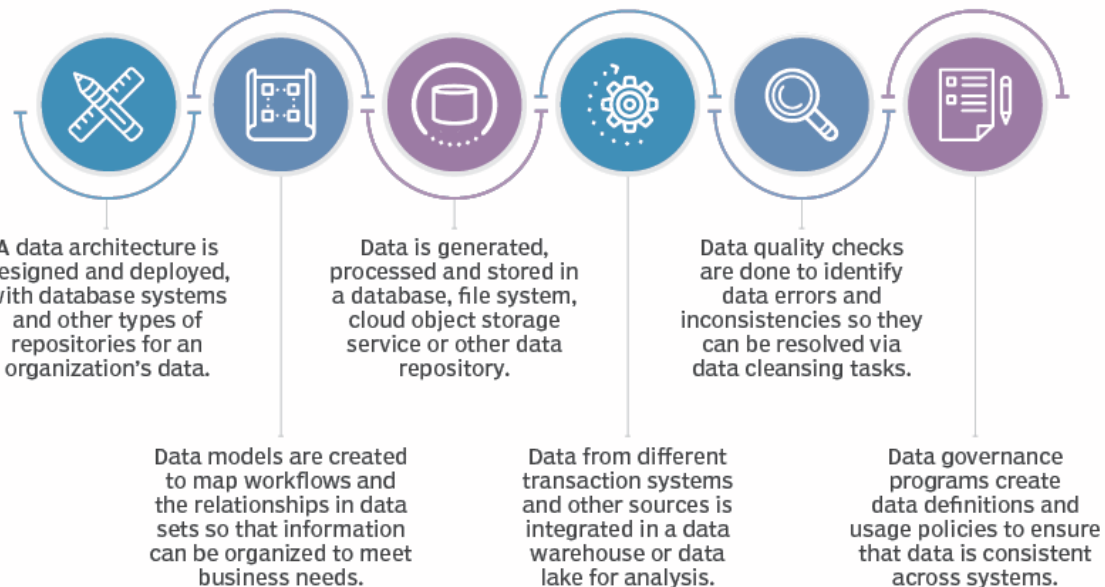 A data architecture is
designed and deployed,
with database systems
and other types of
repositories for an
organization's data.
Data models are created
to map workflows and
the relationships in data
sets so that information
can be organized to meet
business needs.
Data is generated,
processed and stored in
a database, file system,
cloud object storage
service or other data
repository.
Data from different
transaction systems
and other sources is
integrated in a data
warehouse or data
lake for analysis.
Data quality checks
are done to identify
data errors and
inconsistencies so they
can be resolved via
data cleansing tasks.
Data governance
programs create
data definitions and
usage policies to ensure
that data is consistent
across systems.